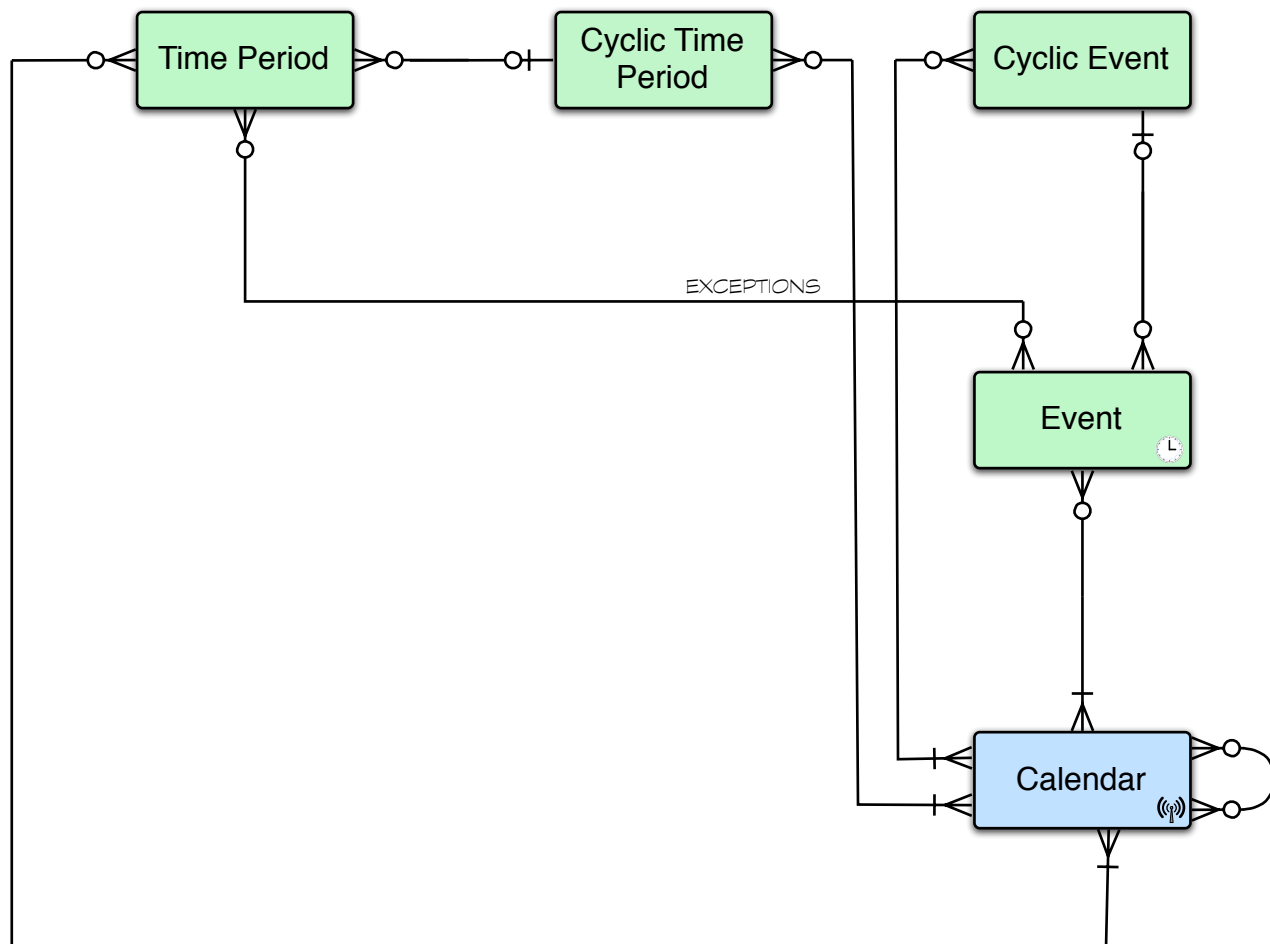 Time Period
Cyclic Time
Period
Cyclic Event
EXCEPTIONS
Event
Calendar